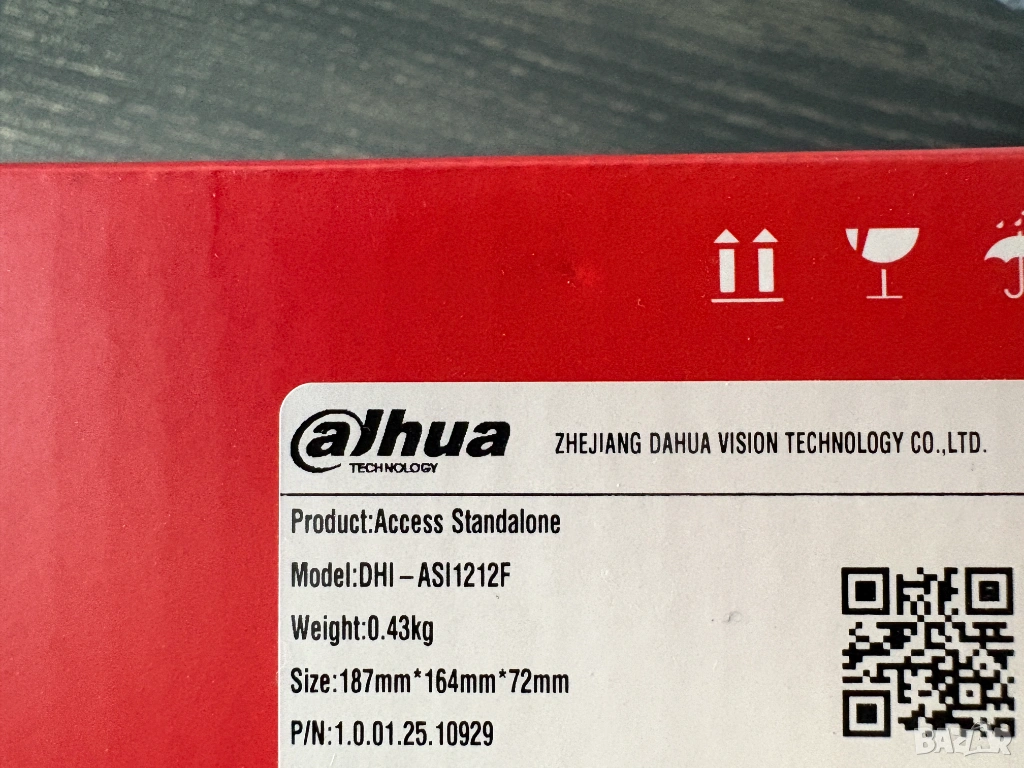 alhua
TECHNOLOGY
ZHEJIANG DAHUA VISION TECHNOLOGY CO.,LTD.
Product:Access Standalone
Model:DHI-ASI1212F
Weight:0.43kg
Size:187mm*164mm*72mm
P/N:1.0.01.25.10929
BAZAR